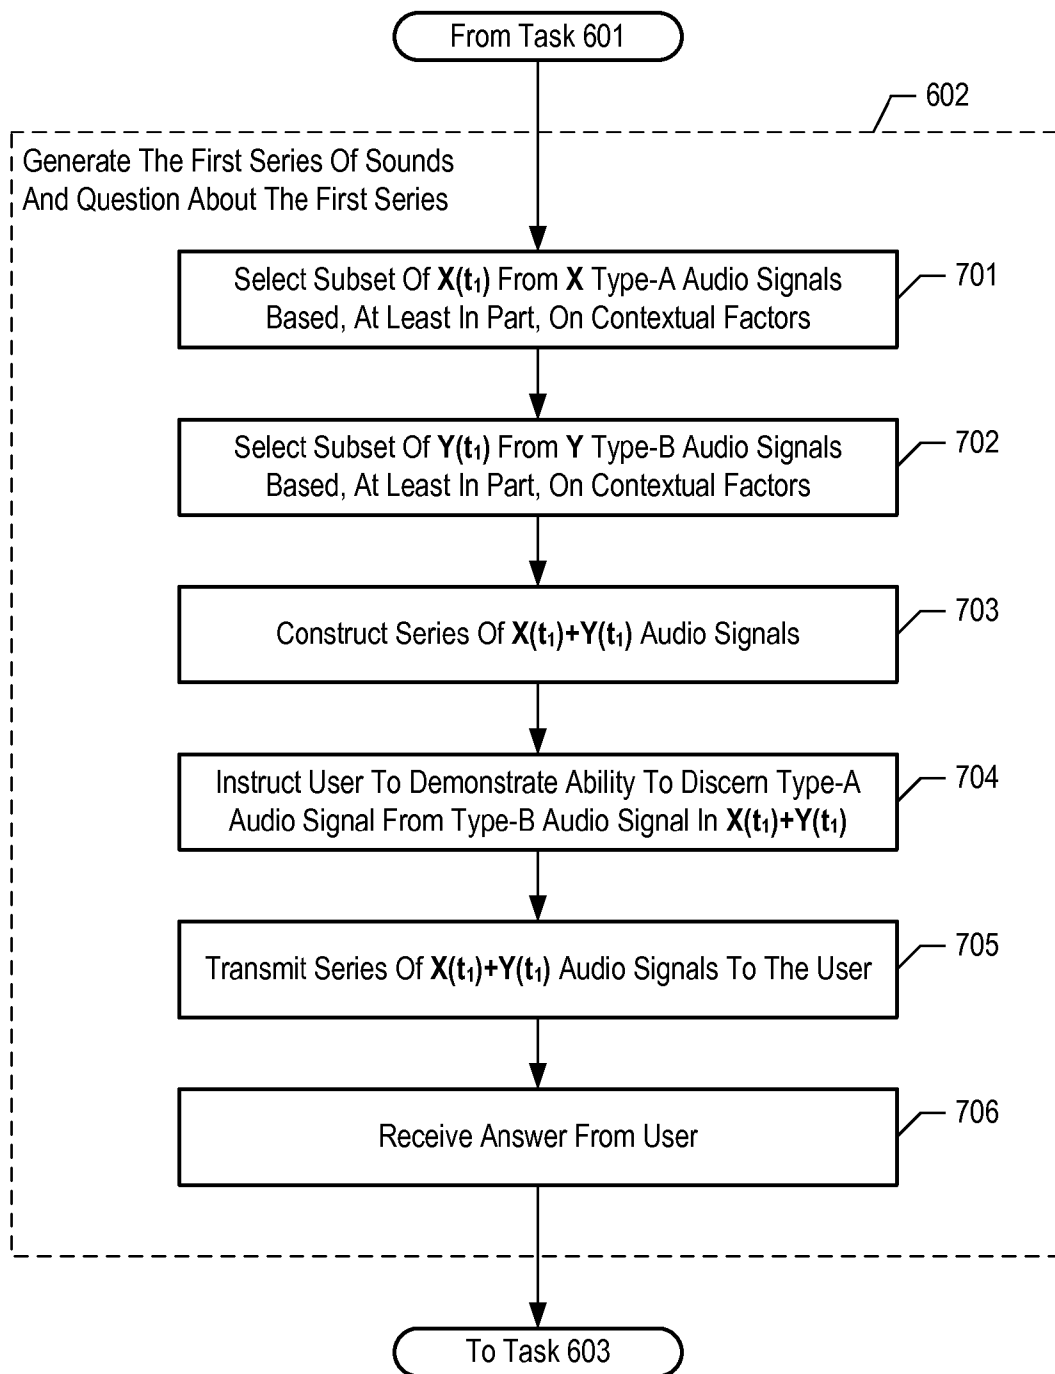 From Task 601
602
Generate The First Series Of Sounds
And Question About The First Series
Select Subset Of X(t₁) From X Type-A Audio Signals
Based, At Least In Part, On Contextual Factors
701
Select Subset Of Y(t₁) From Y Type-B Audio Signals
Based, At Least In Part, On Contextual Factors
702
Construct Series Of X(t₁)+Y(t₁) Audio Signals
703
Instruct User To Demonstrate Ability To Discern Type-A
Audio Signal From Type-B Audio Signal In X(t₁)+Y(t₁)
704
Transmit Series Of X(t₁)+Y(t₁) Audio Signals To The User
705
Receive Answer From User
706
To Task 603